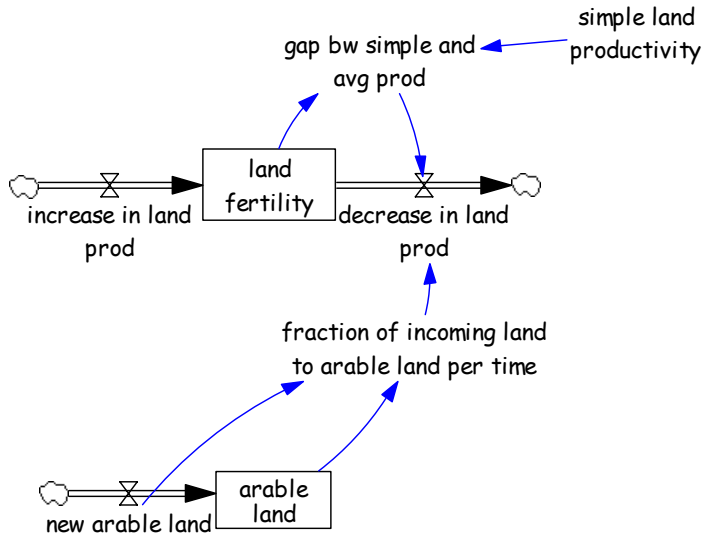 simple land
productivity
gap bw simple and
avg prod
land
fertility
increase in land
prod
decrease in land
prod
fraction of incoming land
to arable land per time
arable
land
new arable land